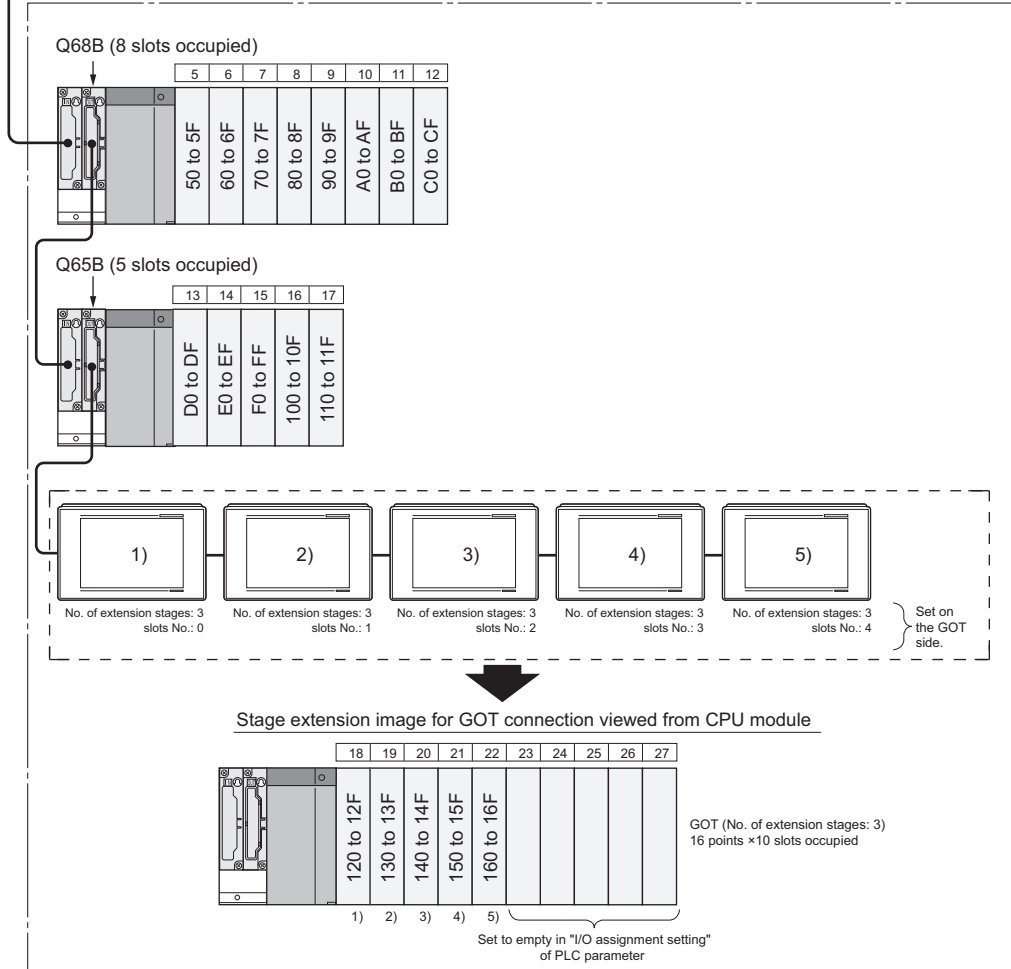 Q68B (8 slots occupied)
5 6 7 8 9 10 11 12
50 to 5F
60 to 6F
70 to 7F
80 to 8F
90 to 9F
A0 to AF
B0 to BF
C0 to CF
Q65B (5 slots occupied)
13 14 15 16 17
D0 to DF
E0 to EF
F0 to FF
100 to 10F
110 to 11F
1) 2) 3) 4) 5)
No. of extension stages: 3
slots No.: 0
No. of extension stages: 3
slots No.: 1
No. of extension stages: 3
slots No.: 2
No. of extension stages: 3
slots No.: 3
No. of extension stages: 3
slots No.: 4
Set on
the GOT
side.
Stage extension image for GOT connection viewed from CPU module
18 19 20 21 22 23 24 25 26 27
120 to 12F
130 to 13F
140 to 14F
150 to 15F
160 to 16F
GOT (No. of extension stages: 3)
16 points ×10 slots occupied
1) 2) 3) 4) 5)
Set to empty in "I/O assignment setting"
of PLC parameter